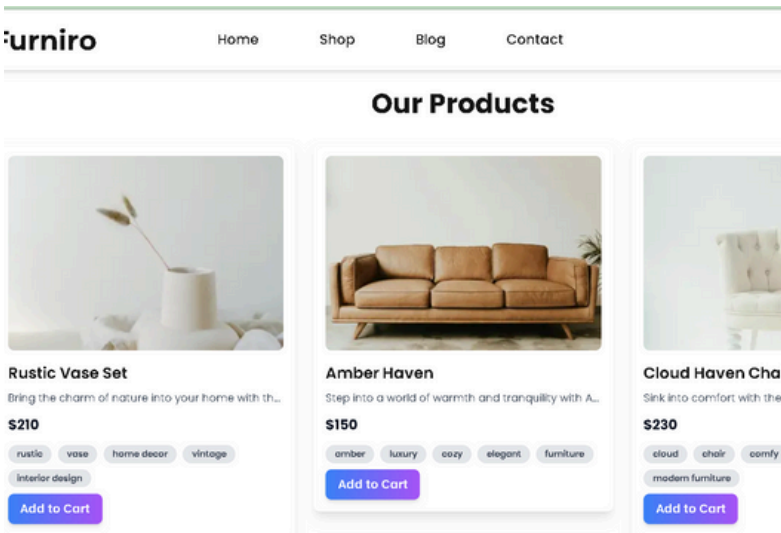 Furniro
Home Shop Blog Contact
Our Products
Rustic Vase Set
Bring the charm of nature into your home with th...
$210
rustic vase home decor vintage
interior design
Add to Cart
Amber Haven
Step into a world of warmth and tranquility with A...
$150
amber luxury cozy elegant furniture
Add to Cart
Cloud Haven Cha
Sink into comfort with the
$230
cloud chair comfy
modern furniture
Add to Cart